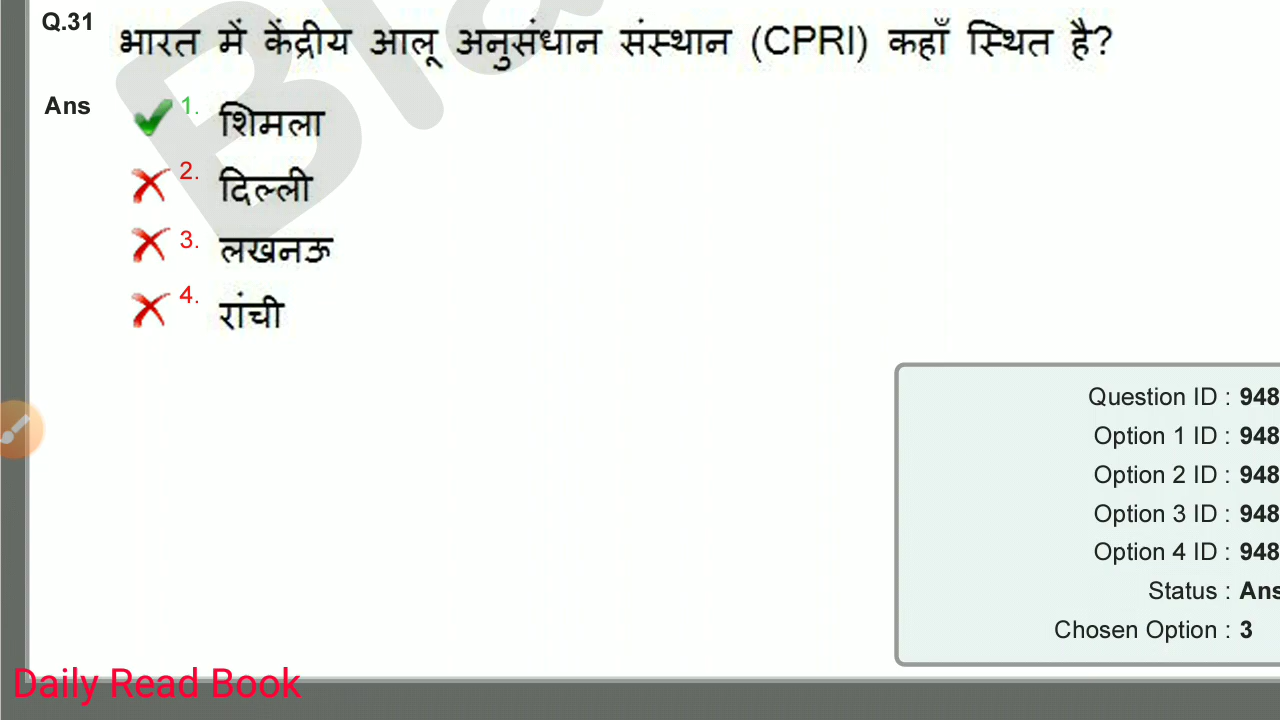 Q.31 भारत में केंद्रीय आलू अनुसंधान संस्थान (CPRI) कहाँ स्थित है?
Ans 1. शिमला
2. दिल्ली
3. लखनऊ
4. रांची
Question ID : 948
Option 1 ID : 948
Option 2 ID : 948
Option 3 ID : 948
Option 4 ID : 948
Status : Ans
Chosen Option : 3
Daily Read Book